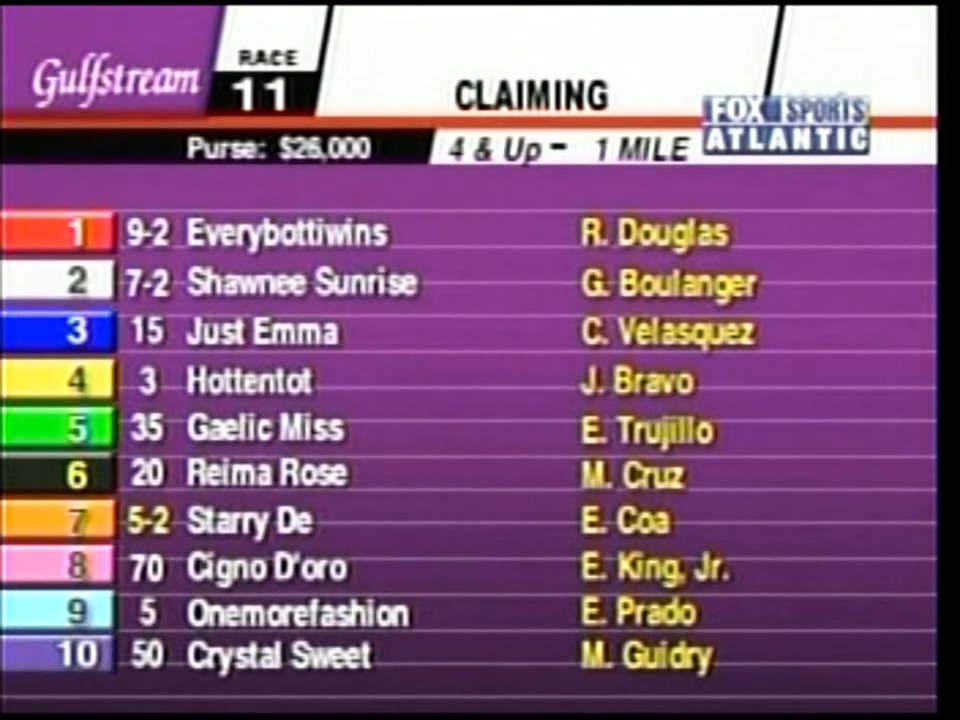 Gulfstream
RACE
11
CLAIMING
FOX SPORTS
ATLANTIC
Purse: $26,000
4 & Up - 1 MILE
1 9-2 Everybottiwins R. Douglas
2 7-2 Shawnee Sunrise G. Boulanger
3 15 Just Emma C. Velasquez
4 3 Hottentot J. Bravo
5 35 Gaelic Miss E. Trujillo
6 20 Reima Rose M. Cruz
7 5-2 Starry De E. Coa
8 70 Cigno D'oro E. King, Jr.
9 5 Onemorefashion E. Prado
10 50 Crystal Sweet M. Guidry